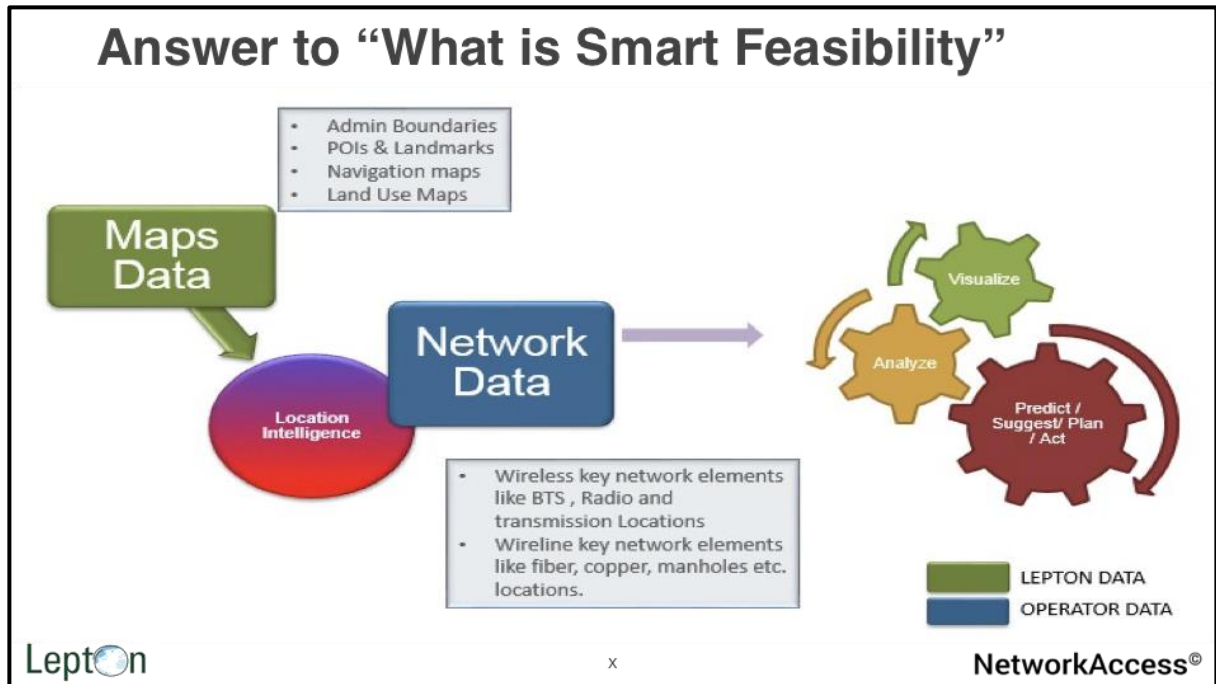 Answer to “What is Smart Feasibility”
• Admin Boundaries
• POIs & Landmarks
• Navigation maps
• Land Use Maps
Maps
Data
Network
Data
Location
Intelligence
• Wireless key network elements
like BTS , Radio and
transmission Locations
• Wireline key network elements
like fiber, copper, manholes etc.
locations.
Visualize
Analyze
Predict /
Suggest/ Plan
/ Act
LEPTON DATA
OPERATOR DATA
Lepton
x
NetworkAccess©